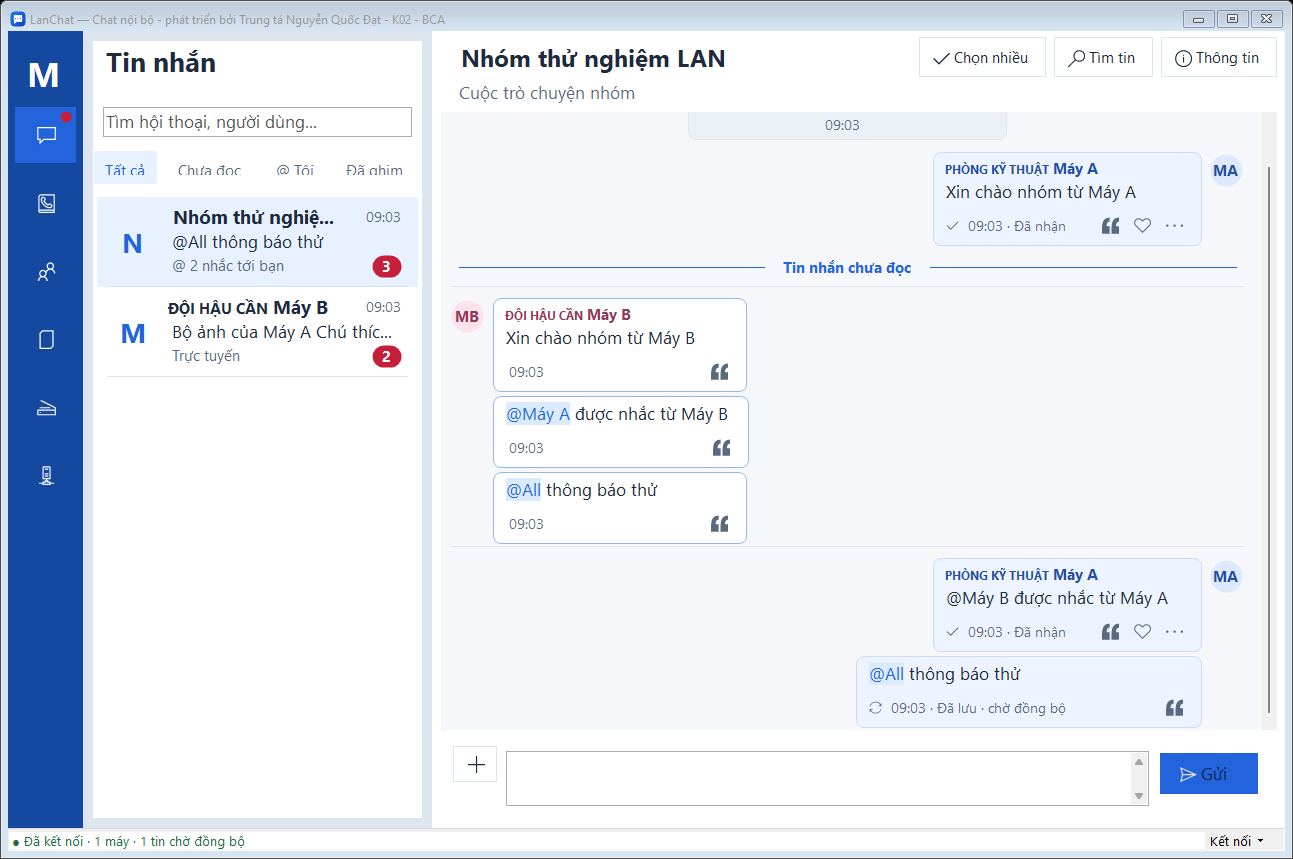 LanChat — Chat nội bộ - phát triển bởi Trung tá Nguyễn Quốc Đạt - K02 - BCA
M
Tin nhắn
Tìm hội thoại, người dùng...
Tất cả
Chưa đọc
@ Tôi
Đã ghim
N
Nhóm thử nghiệ...
09:03
@All thông báo thử
@ 2 nhắc tới bạn
3
M
ĐỘI HẬU CẦN Máy B
09:03
Bộ ảnh của Máy A Chú thíc...
Trực tuyến
2
Nhóm thử nghiệm LAN
Cuộc trò chuyện nhóm
Chọn nhiều
Tìm tin
Thông tin
09:03
PHÒNG KỸ THUẬT Máy A
MA
Xin chào nhóm từ Máy A
09:03 · Đã nhận
Tin nhắn chưa đọc
MB
ĐỘI HẬU CẦN Máy B
Xin chào nhóm từ Máy B
09:03
@Máy A được nhắc từ Máy B
09:03
@All thông báo thử
09:03
PHÒNG KỸ THUẬT Máy A
MA
@Máy B được nhắc từ Máy A
09:03 · Đã nhận
@All thông báo thử
09:03 · Đã lưu · chờ đồng bộ
Gửi
● Đã kết nối · 1 máy · 1 tin chờ đồng bộ
Kết nối